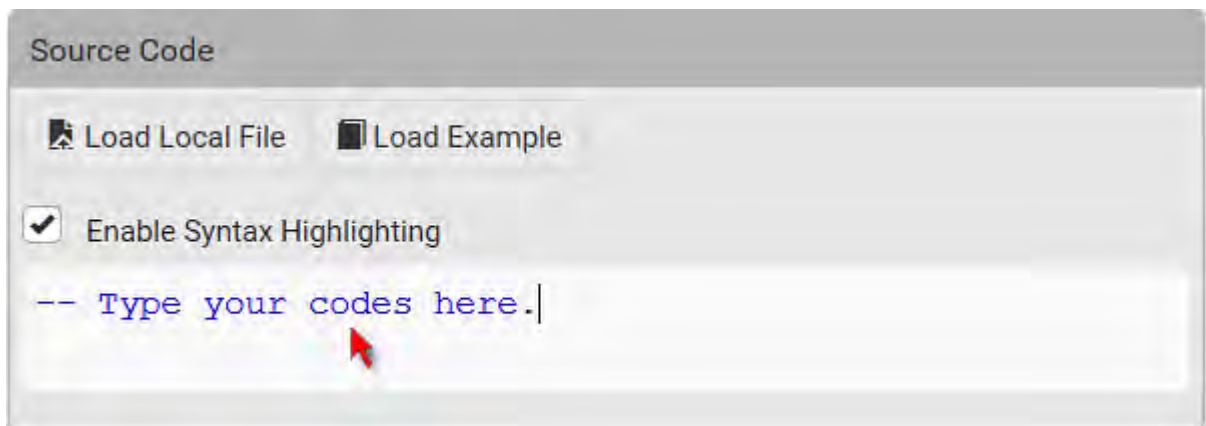 Source Code
Load Local File Load Example
Enable Syntax Highlighting
-- Type your codes here.